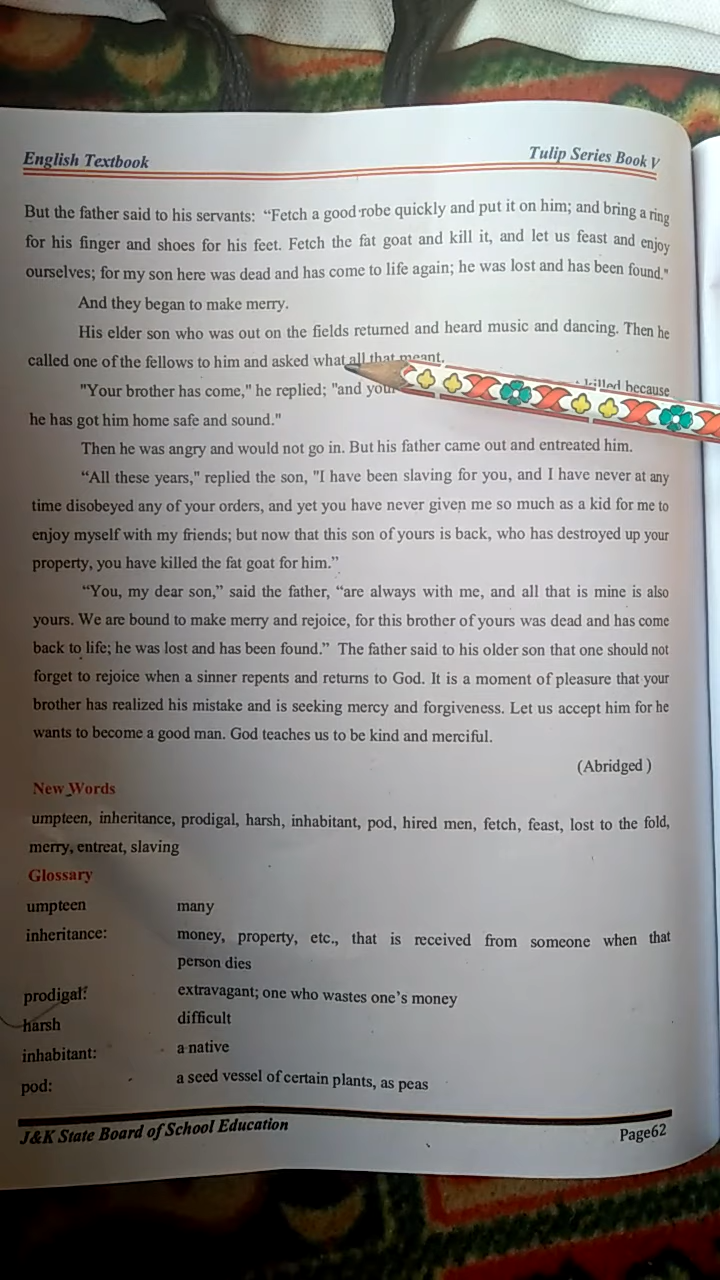 English Textbook
Tulip Series Book V
But the father said to his servants: “Fetch a good robe quickly and put it on him; and bring a ring
for his finger and shoes for his feet. Fetch the fat goat and kill it, and let us feast and enjoy
ourselves; for my son here was dead and has come to life again; he was lost and has been found."
And they began to make merry.
His elder son who was out on the fields returned and heard music and dancing. Then he
called one of the fellows to him and asked what all that meant.
"Your brother has come," he replied; "and your killed because
he has got him home safe and sound."
Then he was angry and would not go in. But his father came out and entreated him.
“All these years," replied the son, "I have been slaving for you, and I have never at any
time disobeyed any of your orders, and yet you have never given me so much as a kid for me to
enjoy myself with my friends; but now that this son of yours is back, who has destroyed up your
property, you have killed the fat goat for him.”
“You, my dear son,” said the father, “are always with me, and all that is mine is also
yours. We are bound to make merry and rejoice, for this brother of yours was dead and has come
back to life; he was lost and has been found.” The father said to his older son that one should not
forget to rejoice when a sinner repents and returns to God. It is a moment of pleasure that your
brother has realized his mistake and is seeking mercy and forgiveness. Let us accept him for he
wants to become a good man. God teaches us to be kind and merciful.
(Abridged )
New Words
umpteen, inheritance, prodigal, harsh, inhabitant, pod, hired men, fetch, feast, lost to the fold,
merry, entreat, slaving
Glossary
umpteen many
inheritance: money, property, etc., that is received from someone when that
person dies
prodigal: extravagant; one who wastes one’s money
harsh difficult
inhabitant: a native
pod: a seed vessel of certain plants, as peas
J&K State Board of School Education
Page62